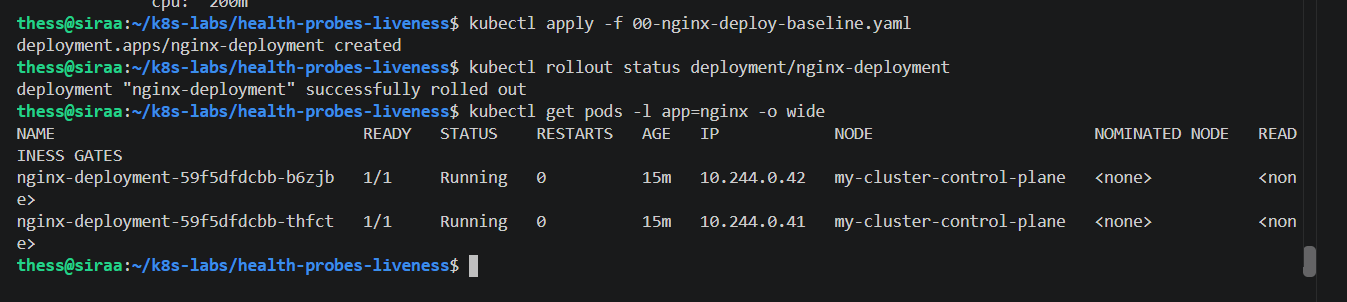 cpu: 200m
thess@siraa:~/k8s-labs/health-probes-liveness$ kubectl apply -f 00-nginx-deploy-baseline.yaml
deployment.apps/nginx-deployment created
thess@siraa:~/k8s-labs/health-probes-liveness$ kubectl rollout status deployment/nginx-deployment
deployment "nginx-deployment" successfully rolled out
thess@siraa:~/k8s-labs/health-probes-liveness$ kubectl get pods -l app=nginx -o wide
NAME                                READY   STATUS    RESTARTS   AGE   IP            NODE                       NOMINATED NODE   READ
INESS GATES
nginx-deployment-59f5dfdcbb-b6zjb   1/1     Running   0          15m   10.244.0.42   my-cluster-control-plane   <none>           <non
e>
nginx-deployment-59f5dfdcbb-thfct   1/1     Running   0          15m   10.244.0.41   my-cluster-control-plane   <none>           <non
e>
thess@siraa:~/k8s-labs/health-probes-liveness$